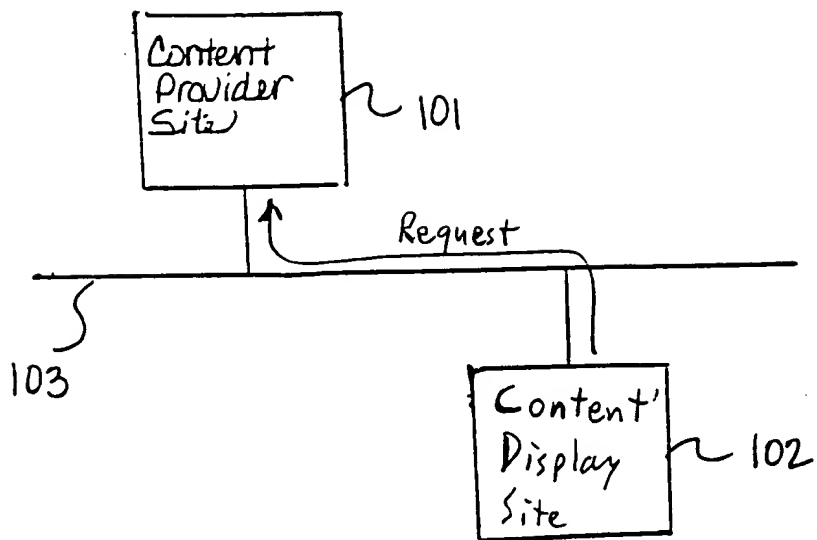 Content
Provider
Site
101
Request
103
Content
Display
Site
102